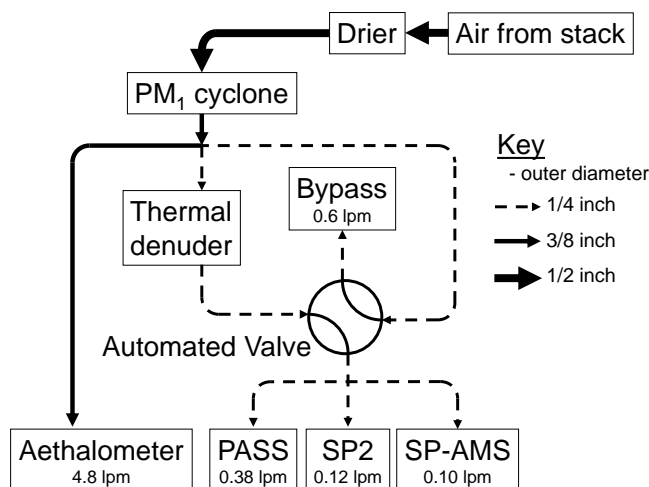 Drier
Air from stack
PM₁ cyclone
Key
- outer diameter
1/4 inch
3/8 inch
1/2 inch
Bypass
0.6 lpm
Thermal
denuder
Automated Valve
Aethalometer
4.8 lpm
PASS
0.38 lpm
SP2
0.12 lpm
SP-AMS
0.10 lpm